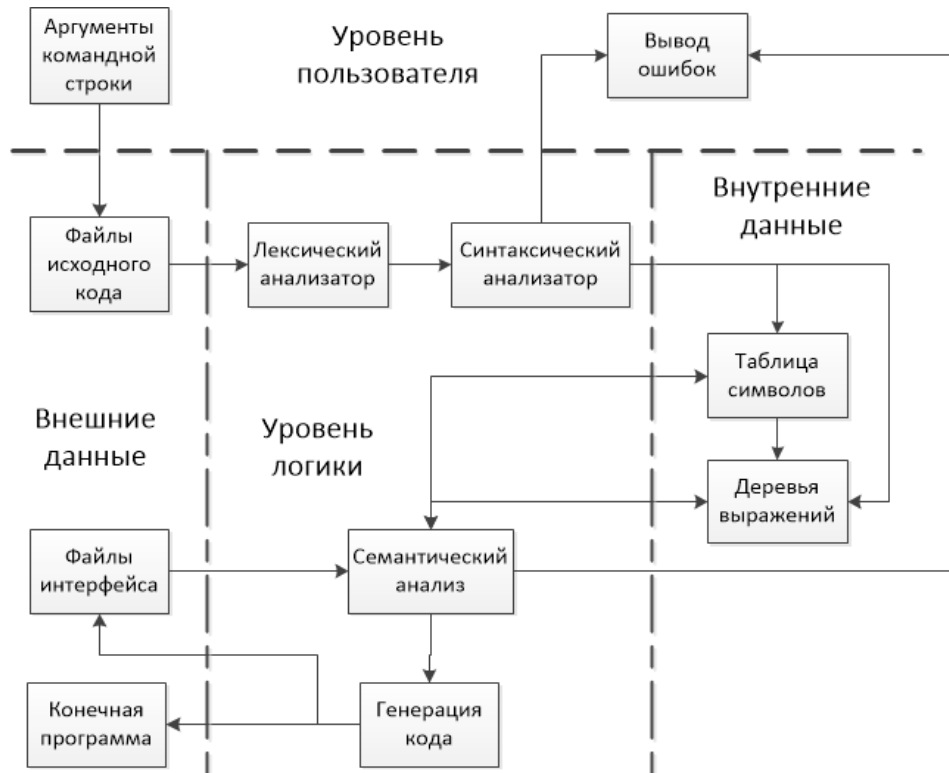 Аргументы
командной
строки
Уровень
пользователя
Вывод
ошибок
Внутренние
данные
Файлы
исходного
кода
Лексический
анализатор
Синтаксический
анализатор
Таблица
символов
Внешние
данные
Уровень
логики
Деревья
выражений
Файлы
интерфейса
Семантический
анализ
Конечная
программа
Генерация
кода